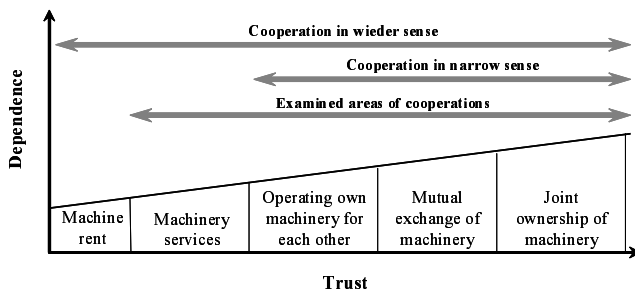 Cooperation in wieder sense
Cooperation in narrow sense
Examined areas of cooperations
Dependence
Machine
rent
Machinery
services
Operating own
machinery for
each other
Mutual
exchange of
machinery
Joint
ownership of
machinery
Trust